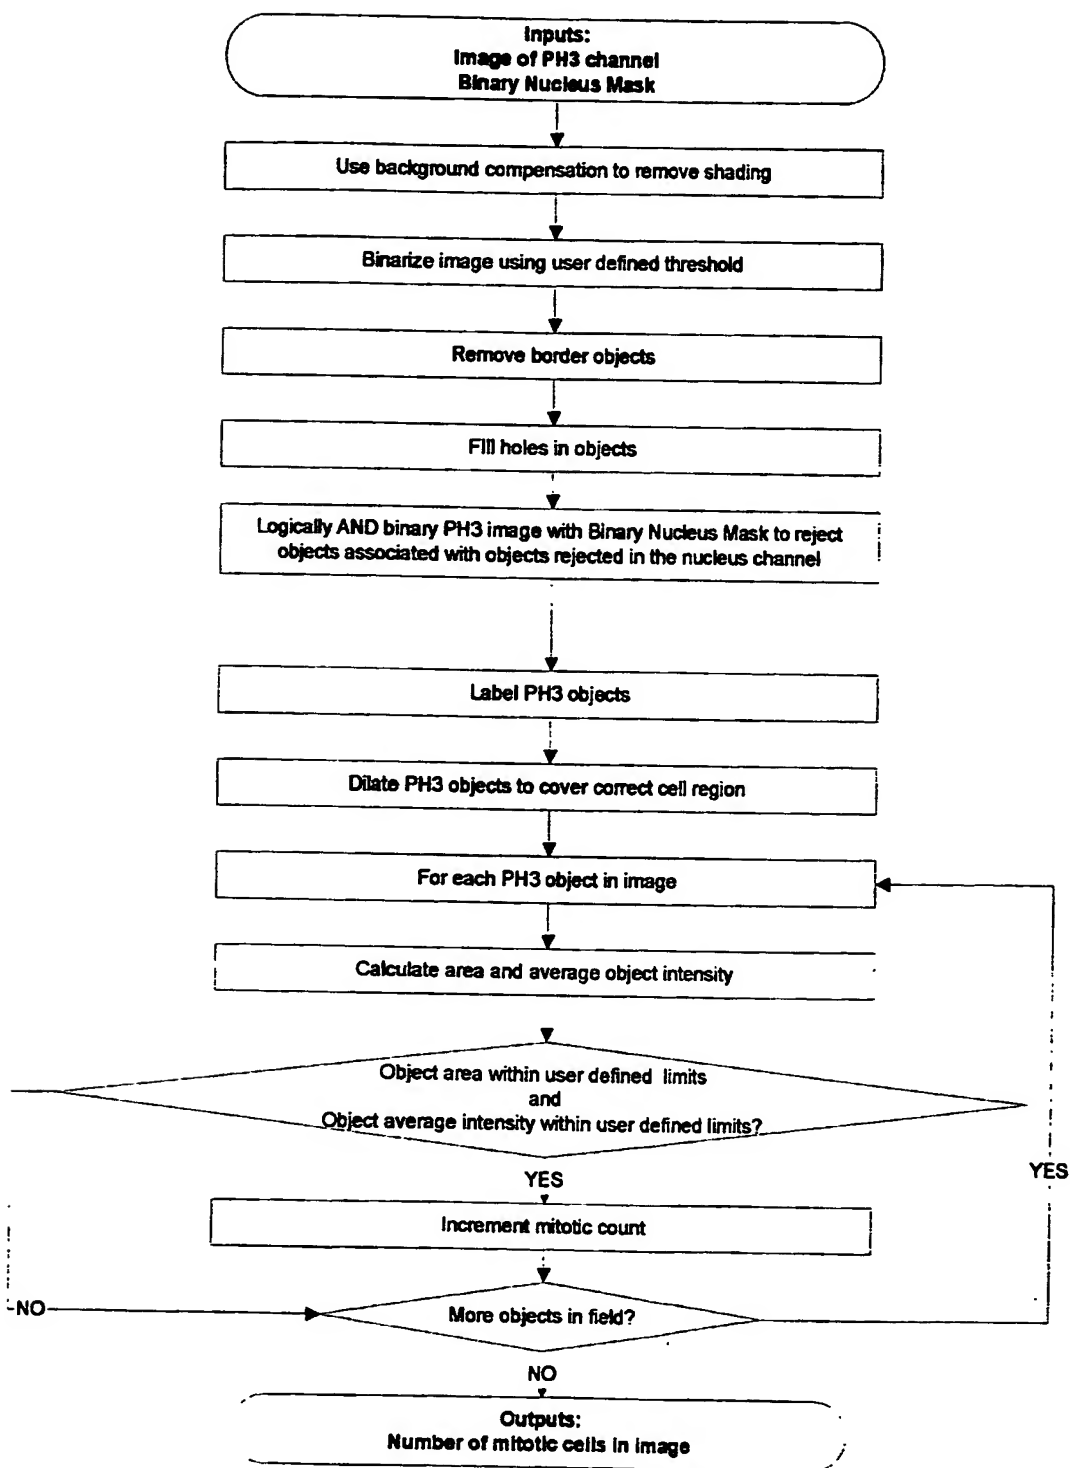 Inputs:
Image of PH3 channel
Binary Nucleus Mask
Use background compensation to remove shading
Binarize image using user defined threshold
Remove border objects
Fill holes in objects
Logically AND binary PH3 image with Binary Nucleus Mask to reject
objects associated with objects rejected in the nucleus channel
Label PH3 objects
Dilate PH3 objects to cover correct cell region
For each PH3 object in image
Calculate area and average object intensity
Object area within user defined limits
and
Object average intensity within user defined limits?
YES
YES
Increment mitotic count
NO
More objects in field?
NO
Outputs:
Number of mitotic cells in image